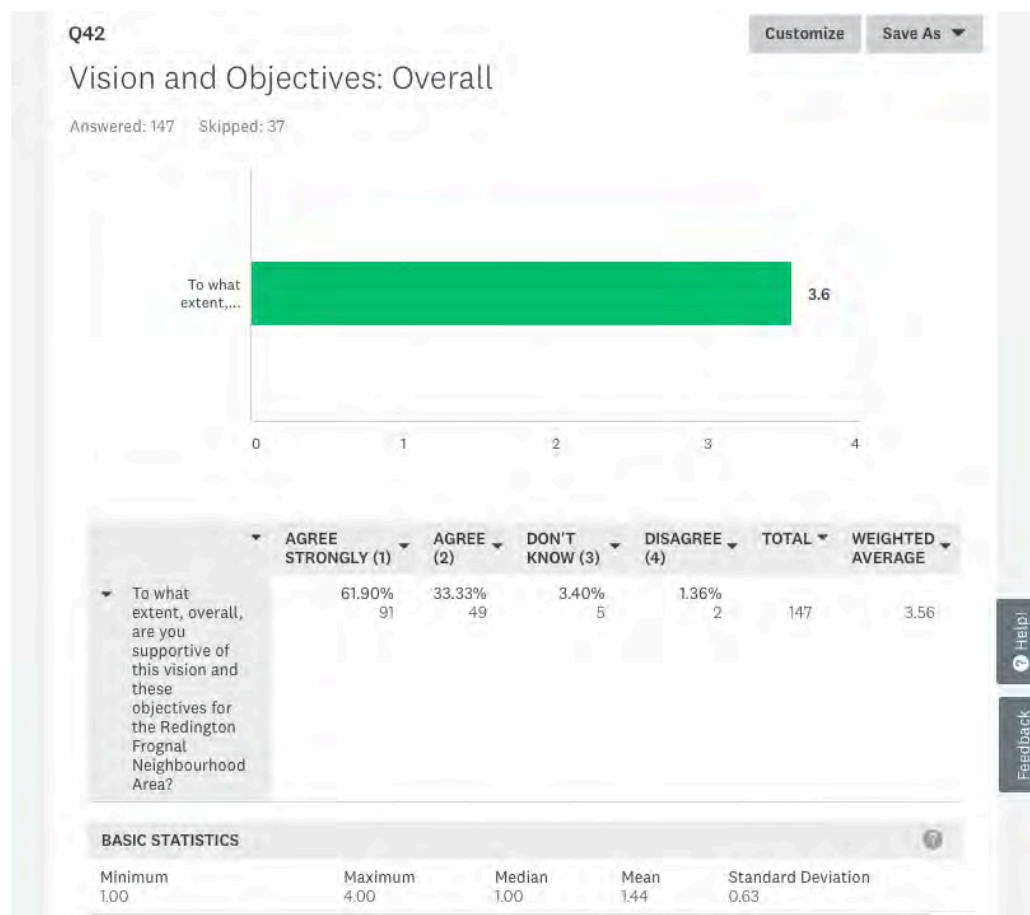 Q42
Customize
Save As
Vision and Objectives: Overall
Answered: 147 Skipped: 37
To what
extent,...
3.6
0 1 2 3 4
AGREE STRONGLY (1) AGREE (2) DON'T KNOW (3) DISAGREE (4) TOTAL WEIGHTED AVERAGE
To what 61.90% 33.33% 3.40% 1.36%
extent, overall, 91 49 5 2 147 3.56
are you
supportive of
this vision and
these
objectives for
the Redington
Frognal
Neighbourhood
Area?
Help!
Feedback
BASIC STATISTICS
Minimum Maximum Median Mean Standard Deviation
1.00 4.00 1.00 1.44 0.63